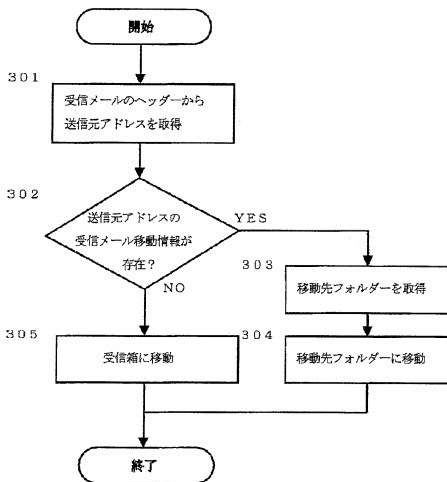 開始
301
受信メールのヘッダーから
送信元アドレスを取得
302
送信元アドレスの
受信メール移動情報が
存在？
YES
NO
303
移動先フォルダーを取得
304
移動先フォルダーに移動
305
受信箱に移動
終了